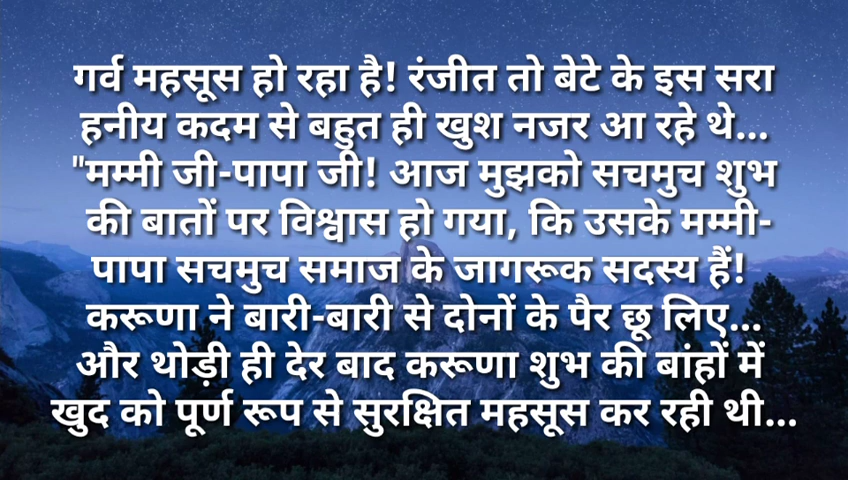 गर्व महसूस हो रहा है! रंजीत तो बेटे के इस सरा
हनीय कदम से बहुत ही खुश नजर आ रहे थे...
"मम्मी जी-पापा जी! आज मुझको सचमुच शुभ
की बातों पर विश्वास हो गया, कि उसके मम्मी-
पापा सचमुच समाज के जागरूक सदस्य हैं!
करूणा ने बारी-बारी से दोनों के पैर छू लिए...
और थोड़ी ही देर बाद करूणा शुभ की बांहों में
खुद को पूर्ण रूप से सुरक्षित महसूस कर रही थी...